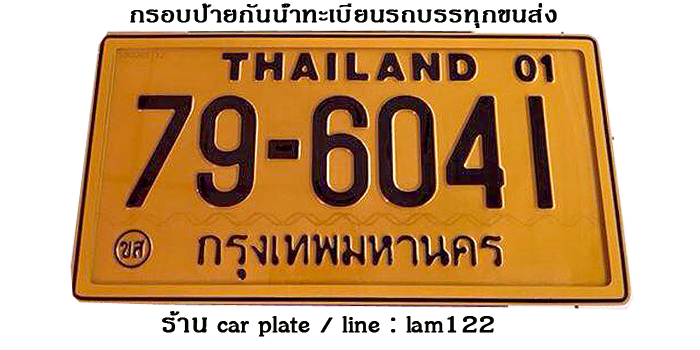 กรอบป้ายกันน้ำทะเบียนรถบรรทุกขนส่ง
THAILAND 01
79-6041
ขส
กรุงเทพมหานคร
ร้าน car plate / line : lam122